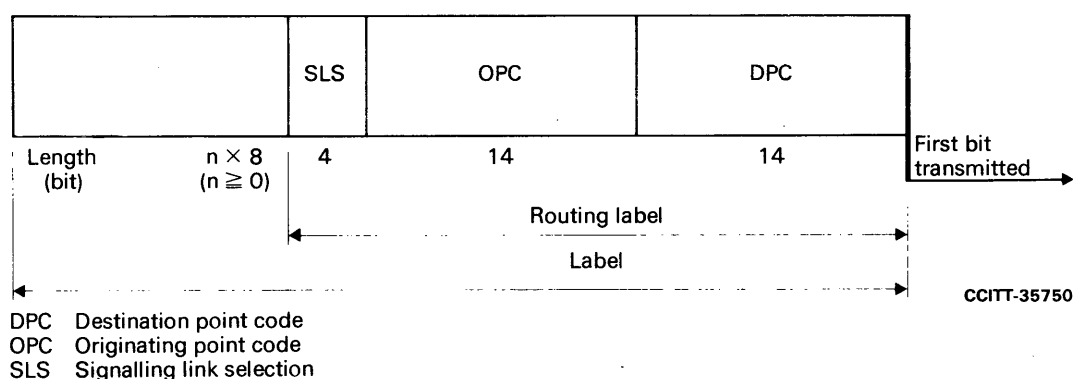 SLS OPC DPC
Length (bit) n × 8 (n ≧ 0) 4 14 14
First bit transmitted
Routing label
Label
CCITT-35750
DPC Destination point code
OPC Originating point code
SLS Signalling link selection